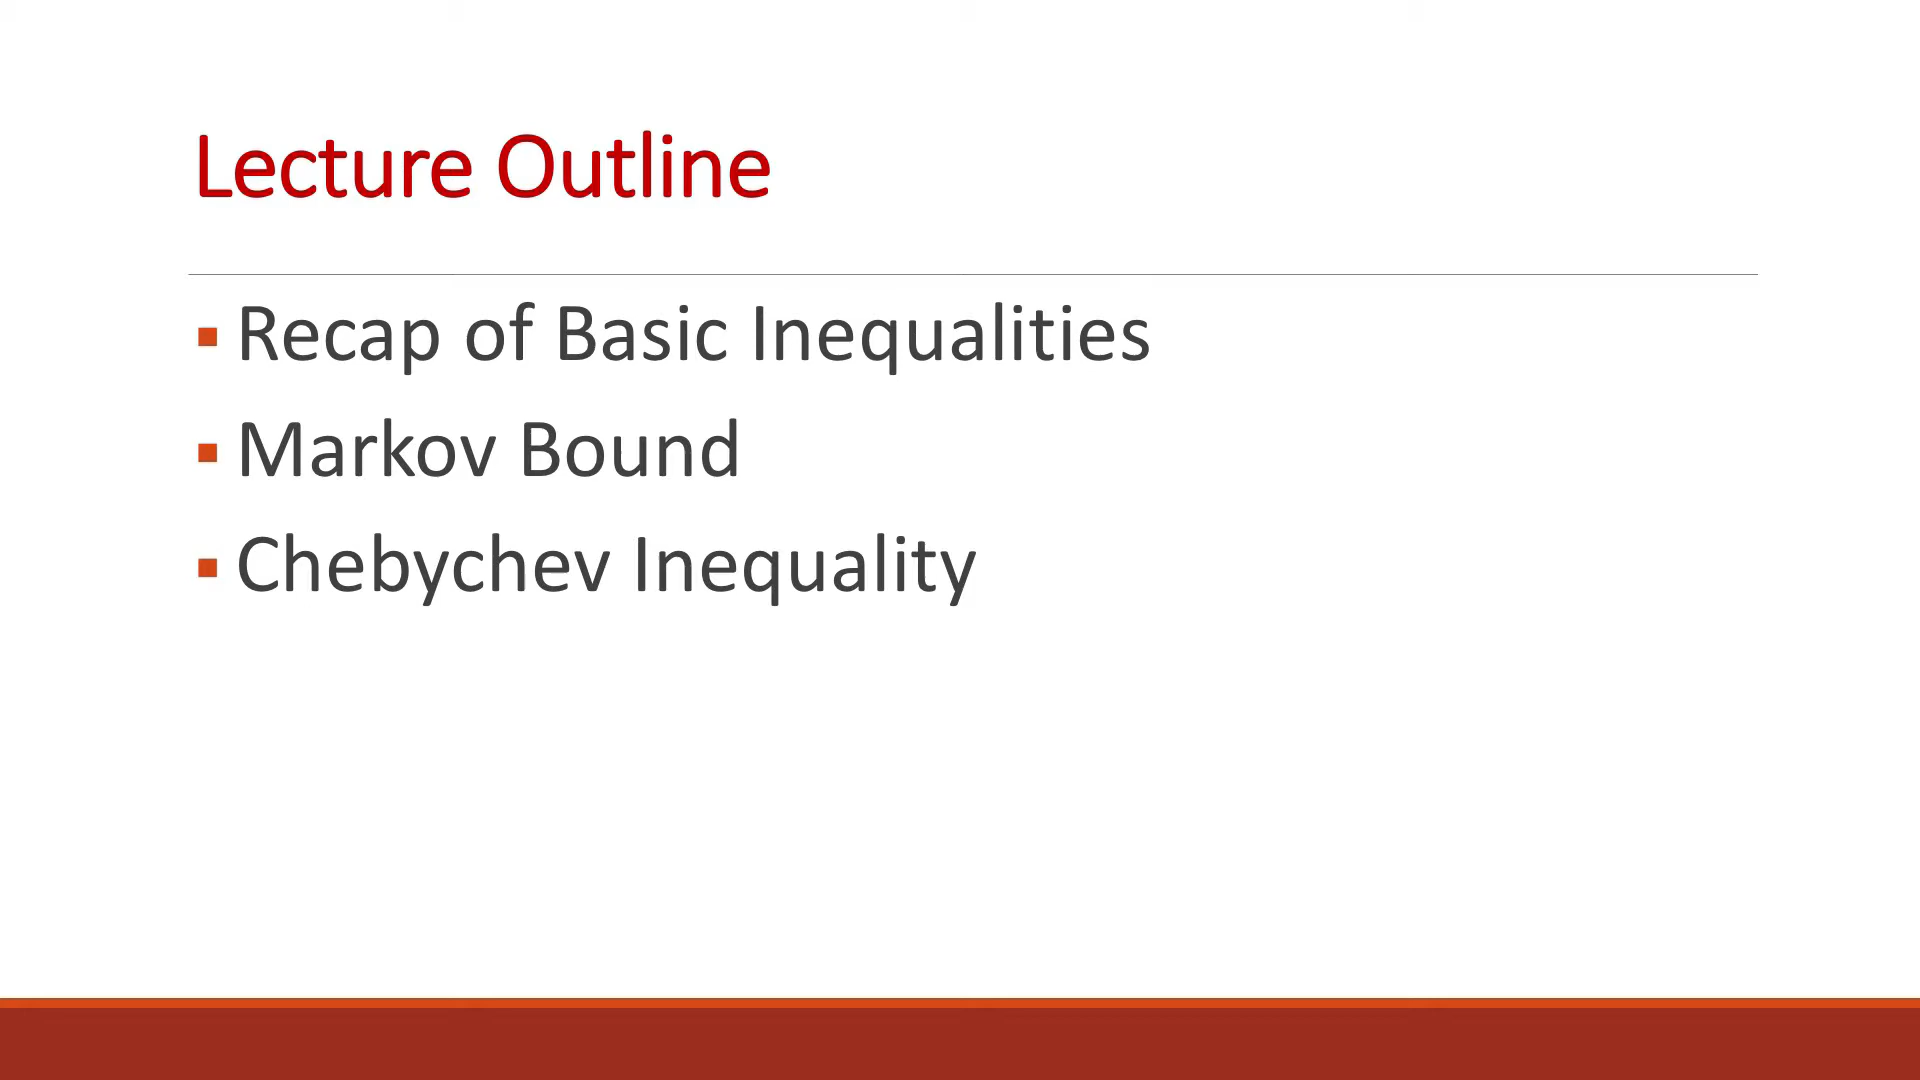 Lecture Outline
▪ Recap of Basic Inequalities
▪ Markov Bound
▪ Chebychev Inequality